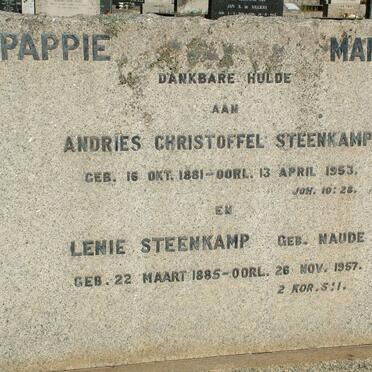 PAPPIE MA
DANKBARE HULDE
AAN
ANDRIES CHRISTOFFEL STEENKAMP
GEB. 16 OKT. 1881-OORL. 13 APRIL 1953.
JOH. 10:28.
EN
LENIE STEENKAMP GEB. NAUDE
GEB. 22 MAART 1885-OORL. 26 NOV. 1957.
2 KOR. 5:1.